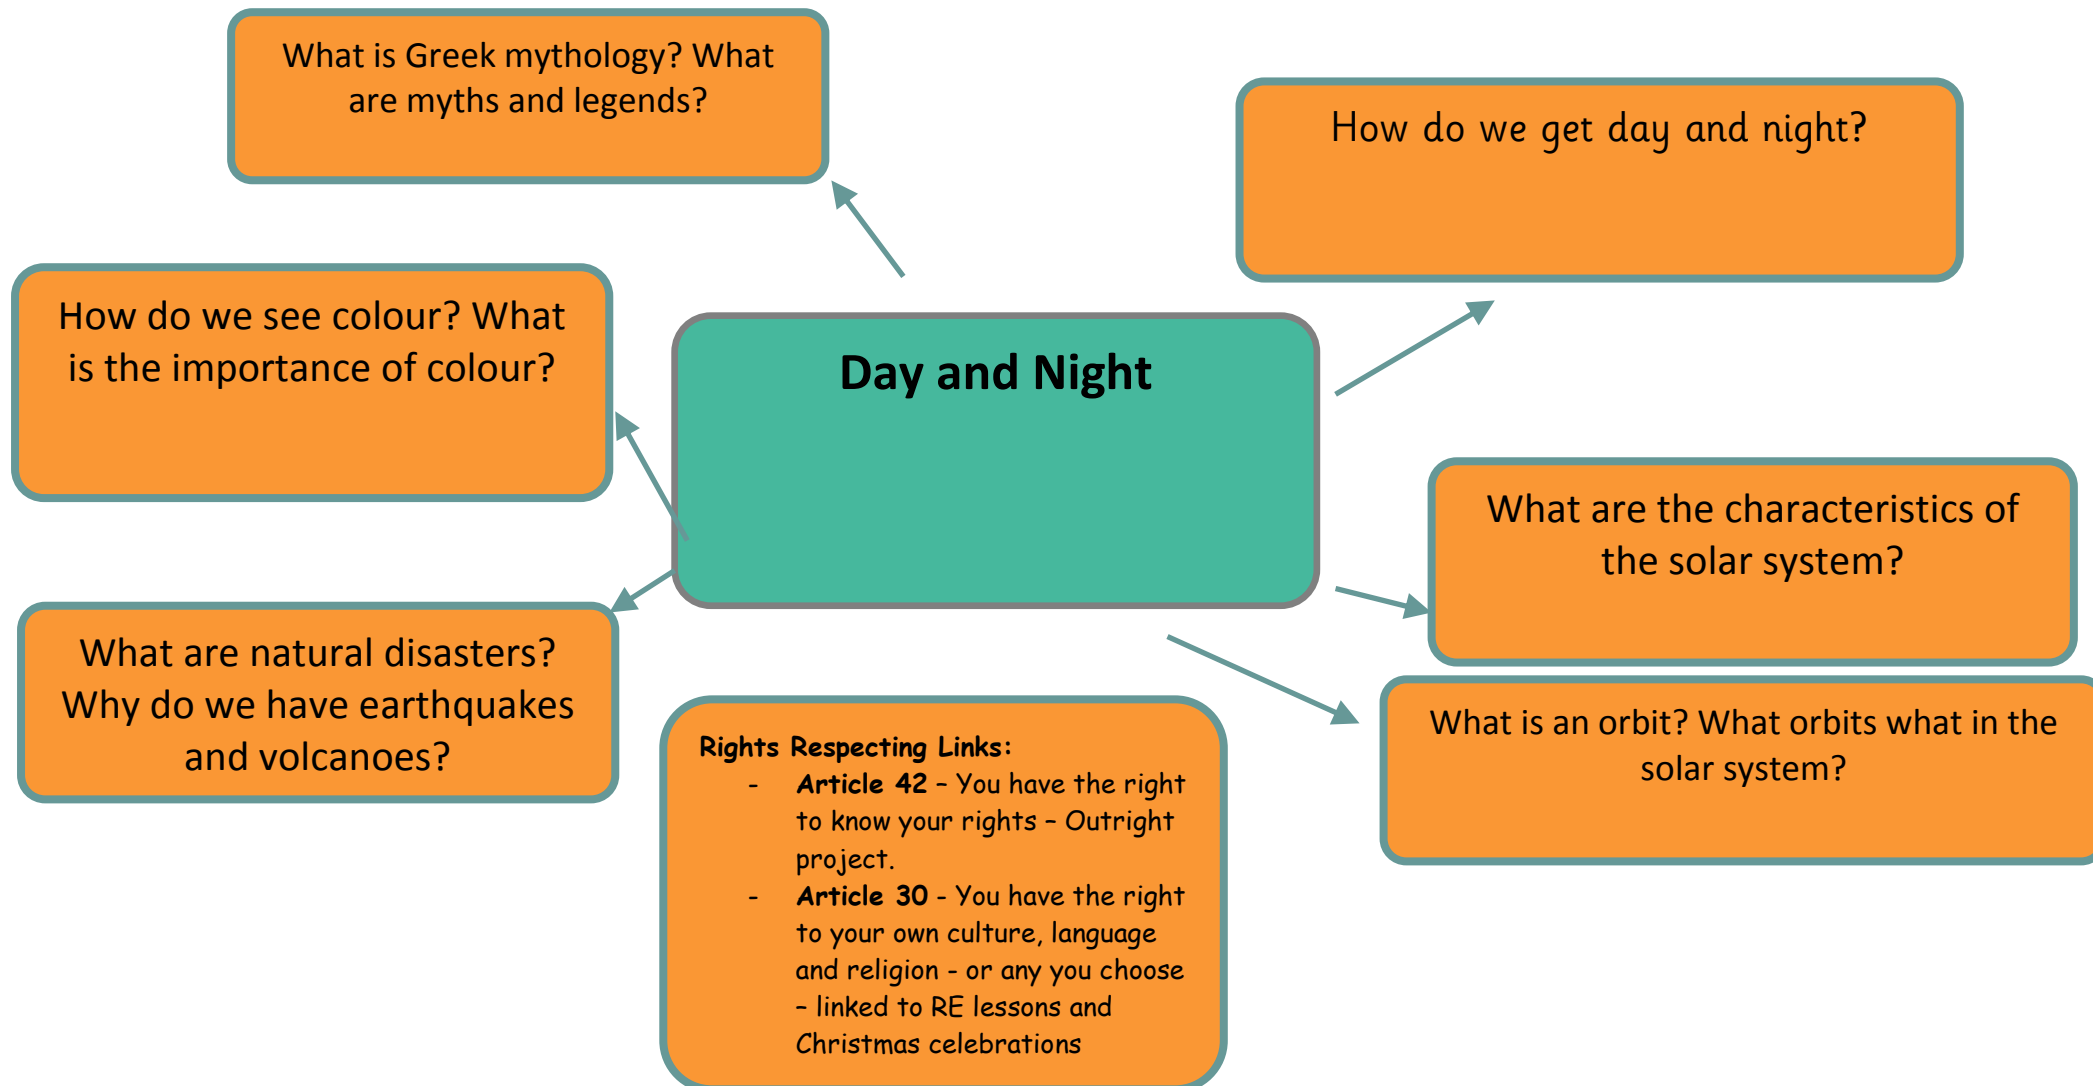 What is Greek mythology? What
are myths and legends?
How do we get day and night?
How do we see colour? What
is the importance of colour?
Day and Night
What are the characteristics of
the solar system?
What are natural disasters?
Why do we have earthquakes
and volcanoes?
What is an orbit? What orbits what in the
solar system?
Rights Respecting Links:
- Article 42 – You have the right
to know your rights – Outright
project.
- Article 30 - You have the right
to your own culture, language
and religion - or any you choose
– linked to RE lessons and
Christmas celebrations